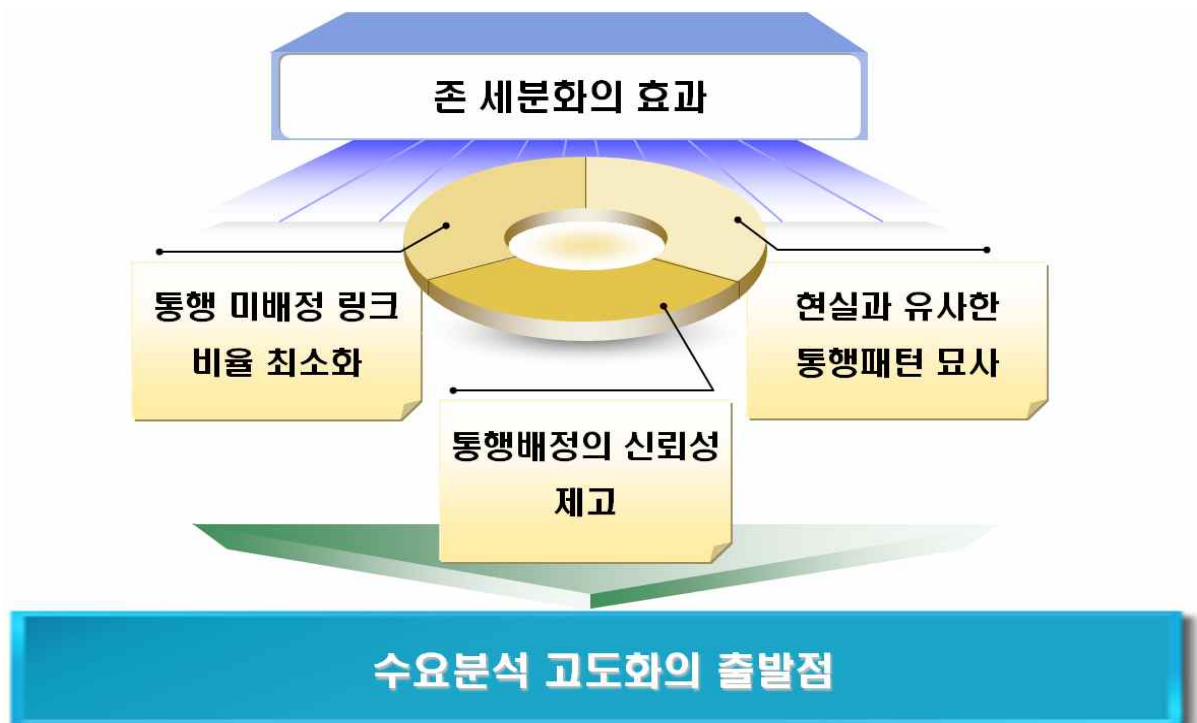 존 세분화의 효과
통행 미배정 링크
비율 최소화
현실과 유사한
통행패턴 묘사
통행배정의 신뢰성
제고
수요분석 고도화의 출발점